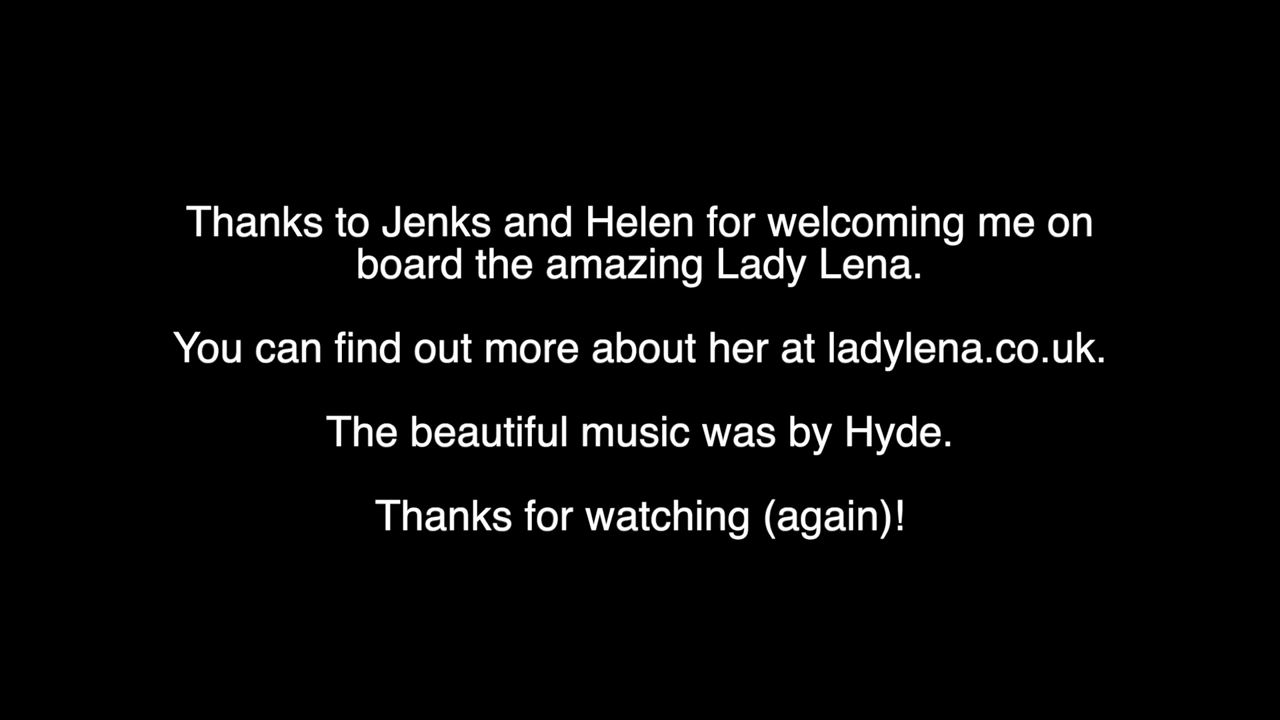 Thanks to Jenks and Helen for welcoming me on
board the amazing Lady Lena.
You can find out more about her at ladylena.co.uk.
The beautiful music was by Hyde.
Thanks for watching (again)!